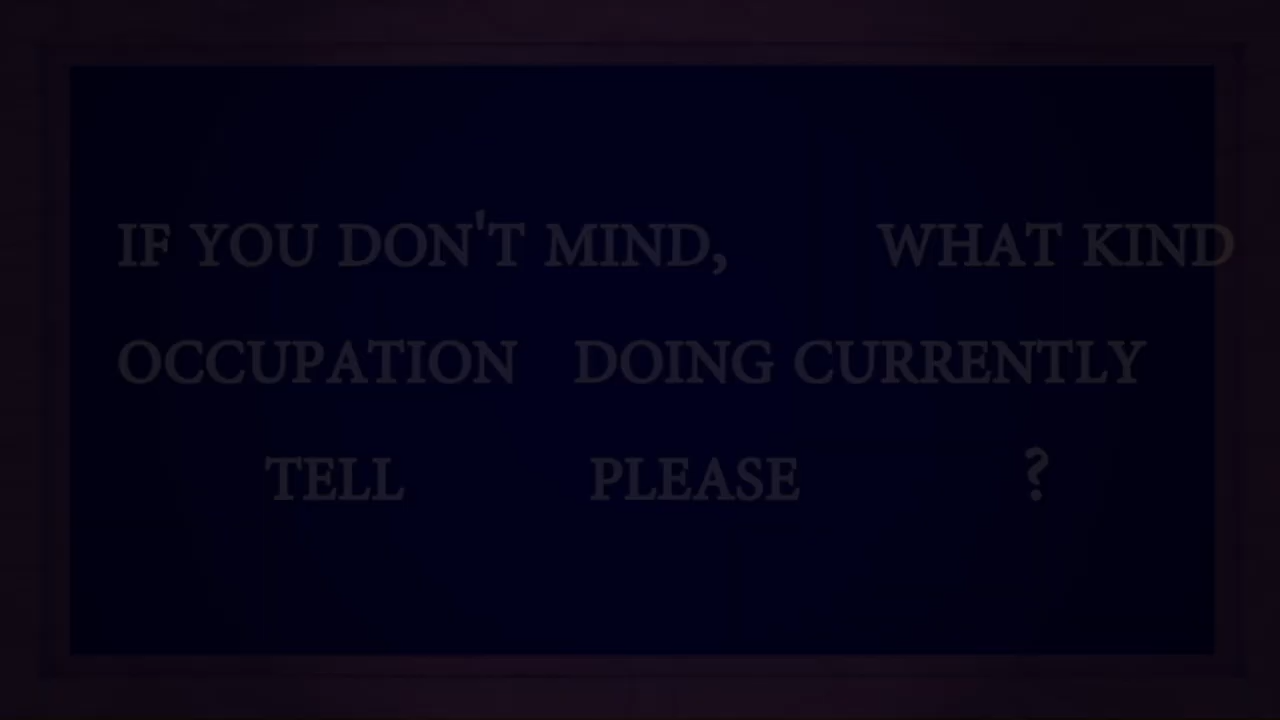 IF YOU DON'T MIND, WHAT KIND
OCCUPATION DOING CURRENTLY
TELL PLEASE ?